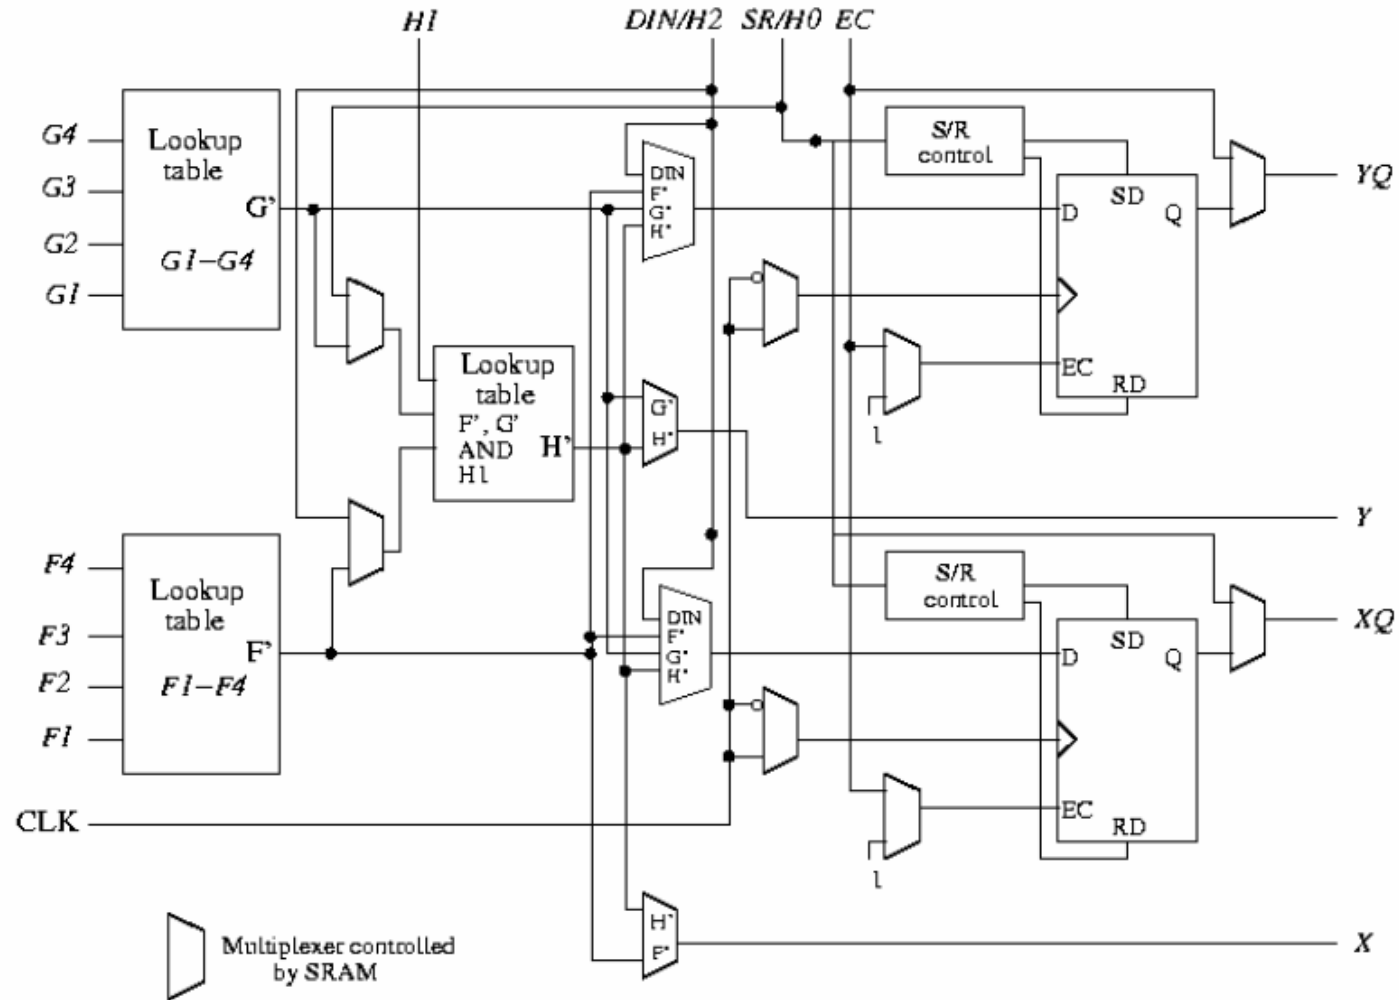 H1
DIN/H2
SR/H0
EC
G4
G3
G2
G1
Lookup
table
G'
G1-G4
DIN
F'
G'
H'
S/R
control
SD
D
Q
EC
RD
YQ
1
Lookup
table
F', G'
AND
H1
H'
G'
H'
Y
F4
F3
F2
F1
Lookup
table
F'
F1-F4
DIN
F'
G'
H'
S/R
control
SD
D
Q
EC
RD
XQ
1
CLK
H'
F'
X
Multiplexer controlled
by SRAM